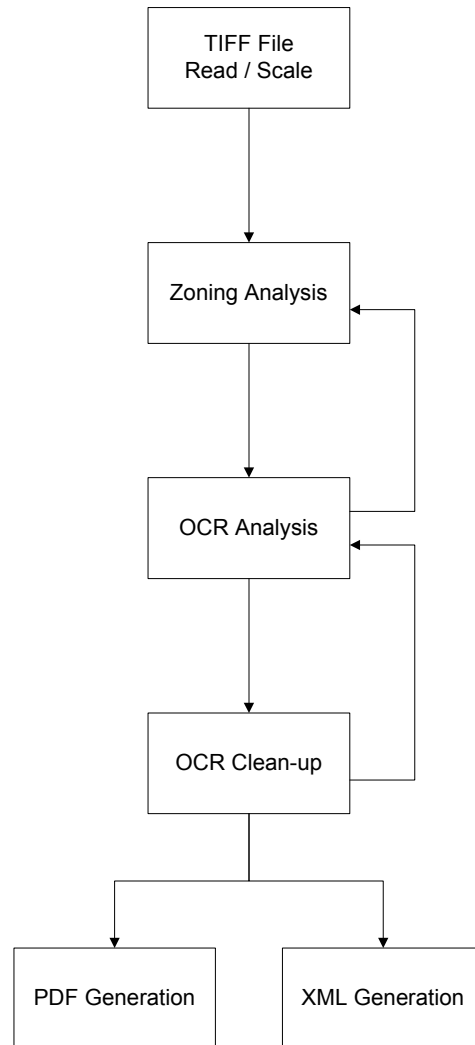 TIFF File
Read / Scale
Zoning Analysis
OCR Analysis
OCR Clean-up
PDF Generation
XML Generation